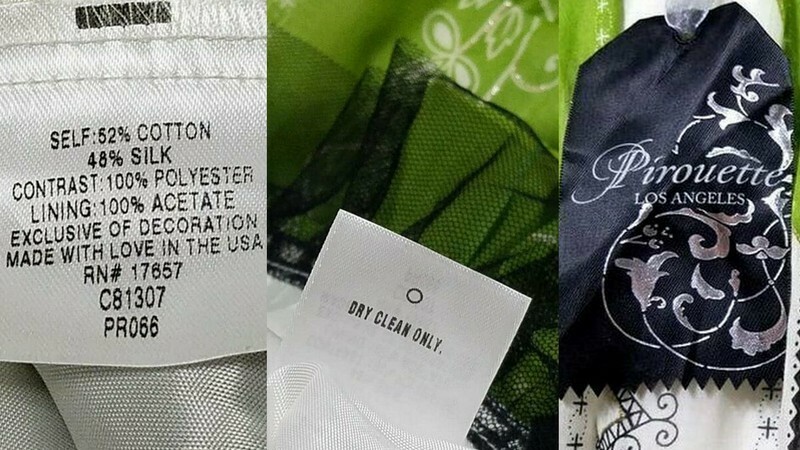 SELF:52% COTTON
48% SILK
CONTRAST:100% POLYESTER
LINING:100% ACETATE
EXCLUSIVE OF DECORATION
MADE WITH LOVE IN THE USA
RN# 17657
C81307
PR066
DRY CLEAN ONLY.
Pirouette
LOS ANGELES